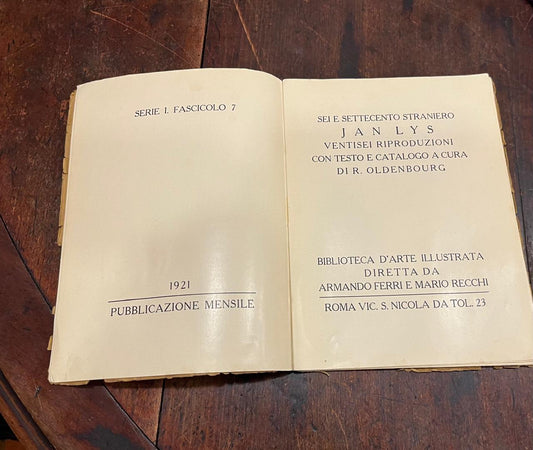 SERIE I. FASCICOLO 7
1921
PUBBLICAZIONE MENSILE
SEI E SETTECENTO STRANIERO
JAN LYS
VENTISEI RIPRODUZIONI
CON TESTO E CATALOGO A CURA
DI R. OLDENBOURG
BIBLIOTECA D'ARTE ILLUSTRATA
DIRETTA DA
ARMANDO FERRI E MARIO RECCHI
ROMA VIC. S. NICOLA DA TOL. 23